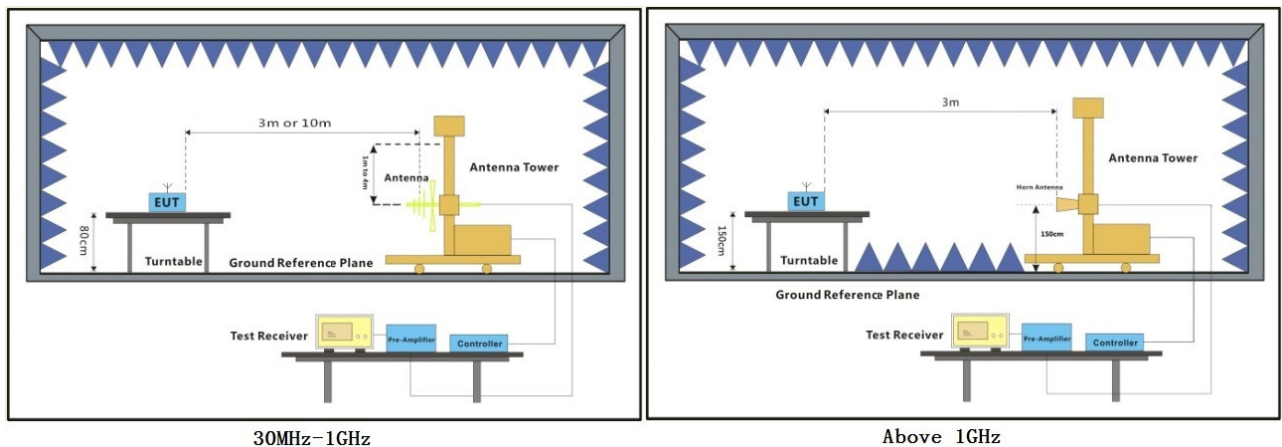 3m or 10m
1m to 4m
Antenna
Antenna Tower
EUT
80cm
Turntable
Ground Reference Plane
Test Receiver
Pre-Amplifier
Controller
30MHz-1GHz
3m
Antenna Tower
Horn Antenna
EUT
150cm
150cm
Turntable
Ground Reference Plane
Test Receiver
Pre-Amplifier
Controller
Above 1GHz